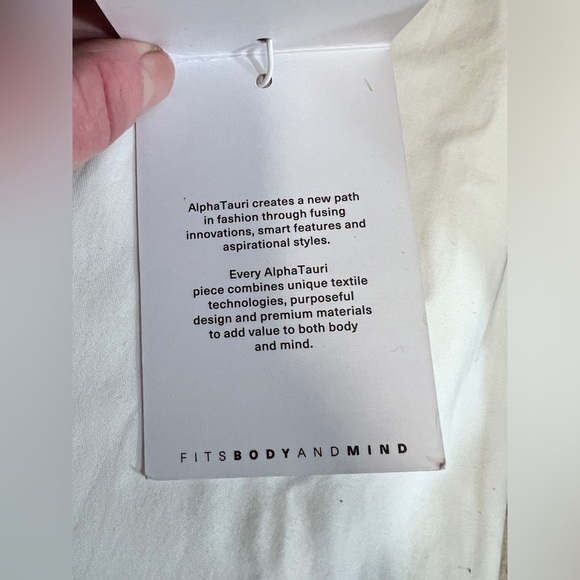 AlphaTauri creates a new path
in fashion through fusing
innovations, smart features and
aspirational styles.
Every AlphaTauri
piece combines unique textile
technologies, purposeful
design and premium materials
to add value to both body
and mind.
FITSBODYANDMIND